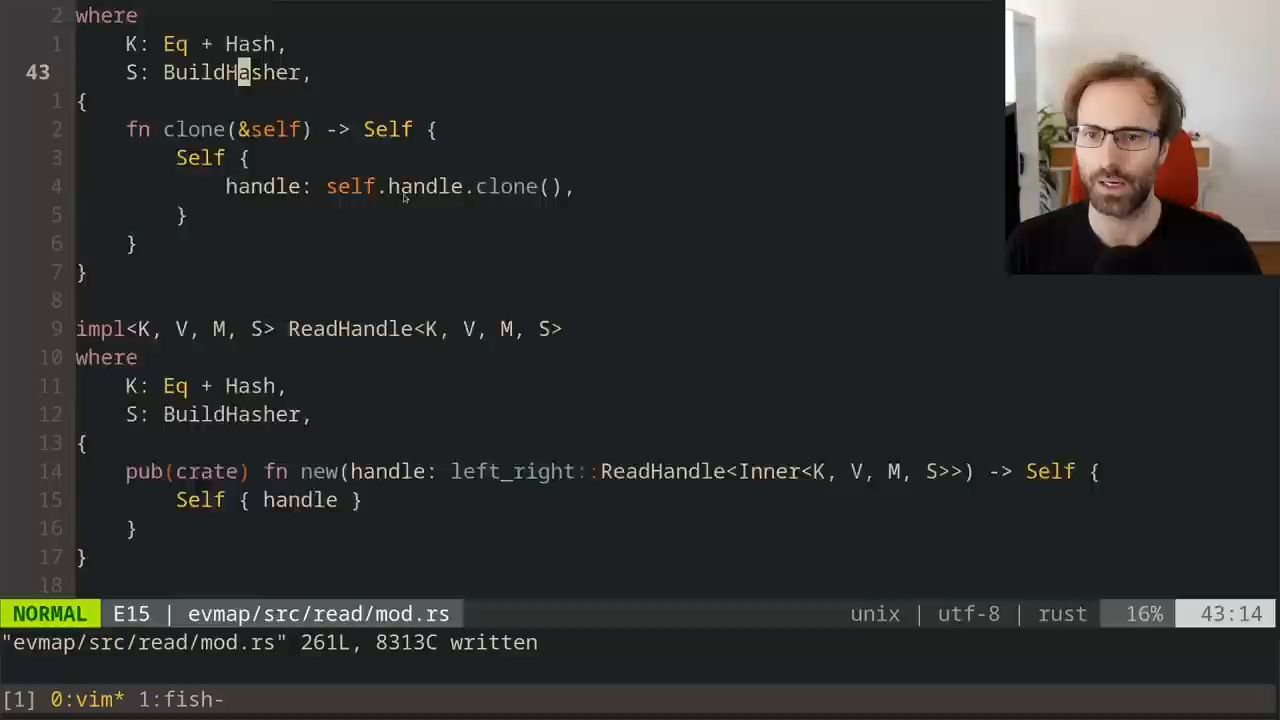 2 where
1     K: Eq + Hash,
43     S: BuildHasher,
1 {
2     fn clone(&self) -> Self {
3         Self {
4             handle: self.handle.clone(),
5         }
6     }
7 }
8
9 impl<K, V, M, S> ReadHandle<K, V, M, S>
10 where
11     K: Eq + Hash,
12     S: BuildHasher,
13 {
14     pub(crate) fn new(handle: left_right::ReadHandle<Inner<K, V, M, S>>) -> Self {
15         Self { handle }
16     }
17 }
18
NORMAL E15 | evmap/src/read/mod.rs unix | utf-8 | rust 16% 43:14
"evmap/src/read/mod.rs" 261L, 8313C written
[1] 0:vim* 1:fish-